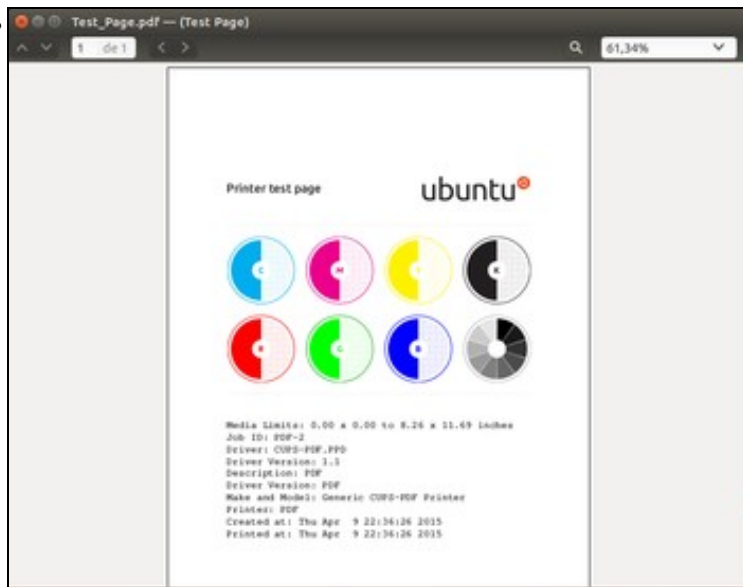 Test_Page.pdf — (Test Page)
1 de 1
61,34%
Printer test page
ubuntu
C M Y K
R G B
Media Limits: 0.00 x 0.00 to 8.26 x 11.69 inches
Job ID: PDF-2
Driver: CUPS-PDF.PPD
Driver Version: 1.1
Description: PDF
Driver Version: PDF
Make and Model: Generic CUPS-PDF Printer
Printer: PDF
Created at: Thu Apr 9 22:36:26 2015
Printed at: Thu Apr 9 22:36:26 2015